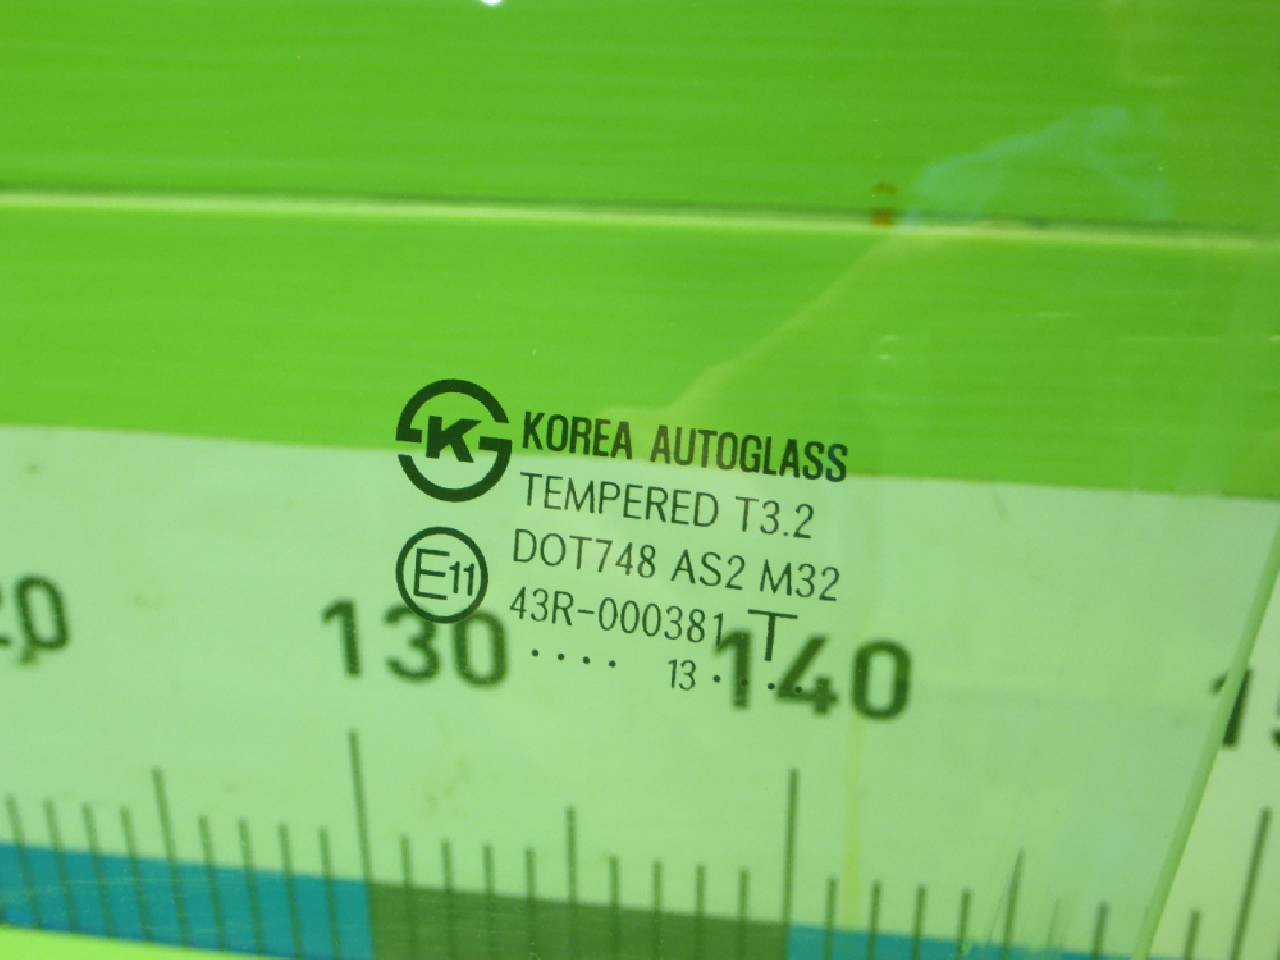 K KOREA AUTOGLASS
TEMPERED T3.2
E11 DOT748 AS2 M32
43R-000381 T
.... 13 ...
130 140